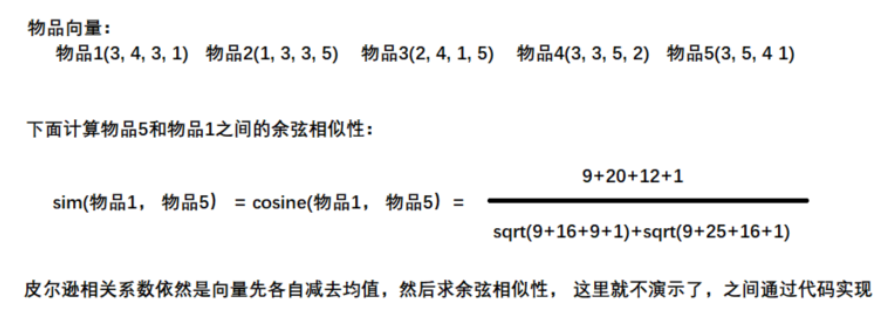 物品向量：
物品1(3, 4, 3, 1) 物品2(1, 3, 3, 5) 物品3(2, 4, 1, 5) 物品4(3, 3, 5, 2) 物品5(3, 5, 4 1)
下面计算物品5和物品1之间的余弦相似性：
9+20+12+1
sim(物品1， 物品5） = cosine(物品1， 物品5）=
sqrt(9+16+9+1)+sqrt(9+25+16+1)
皮尔逊相关系数依然是向量先各自减去均值，然后求余弦相似性， 这里就不演示了，之间通过代码实现